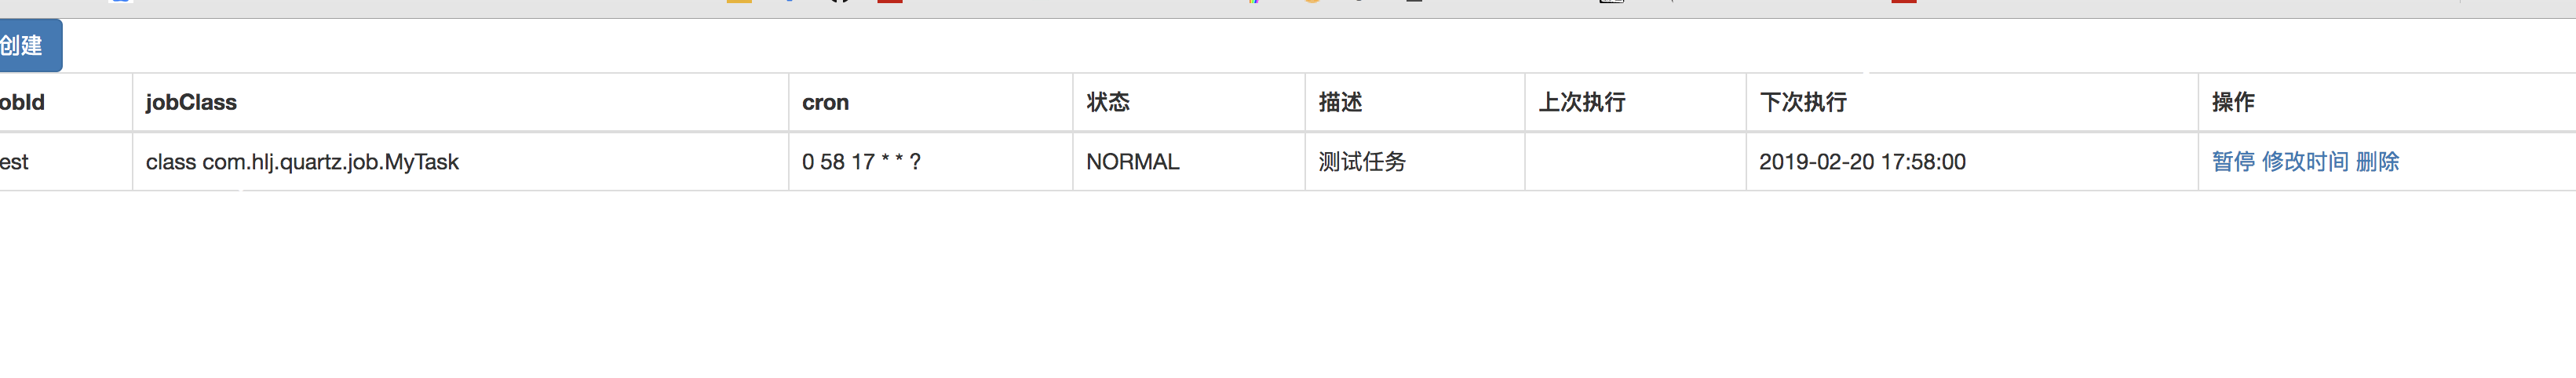 创建
obId jobClass cron 状态 描述 上次执行 下次执行 操作
est class com.hlj.quartz.job.MyTask 0 58 17 * * ? NORMAL 测试任务 2019-02-20 17:58:00 暂停 修改时间 删除